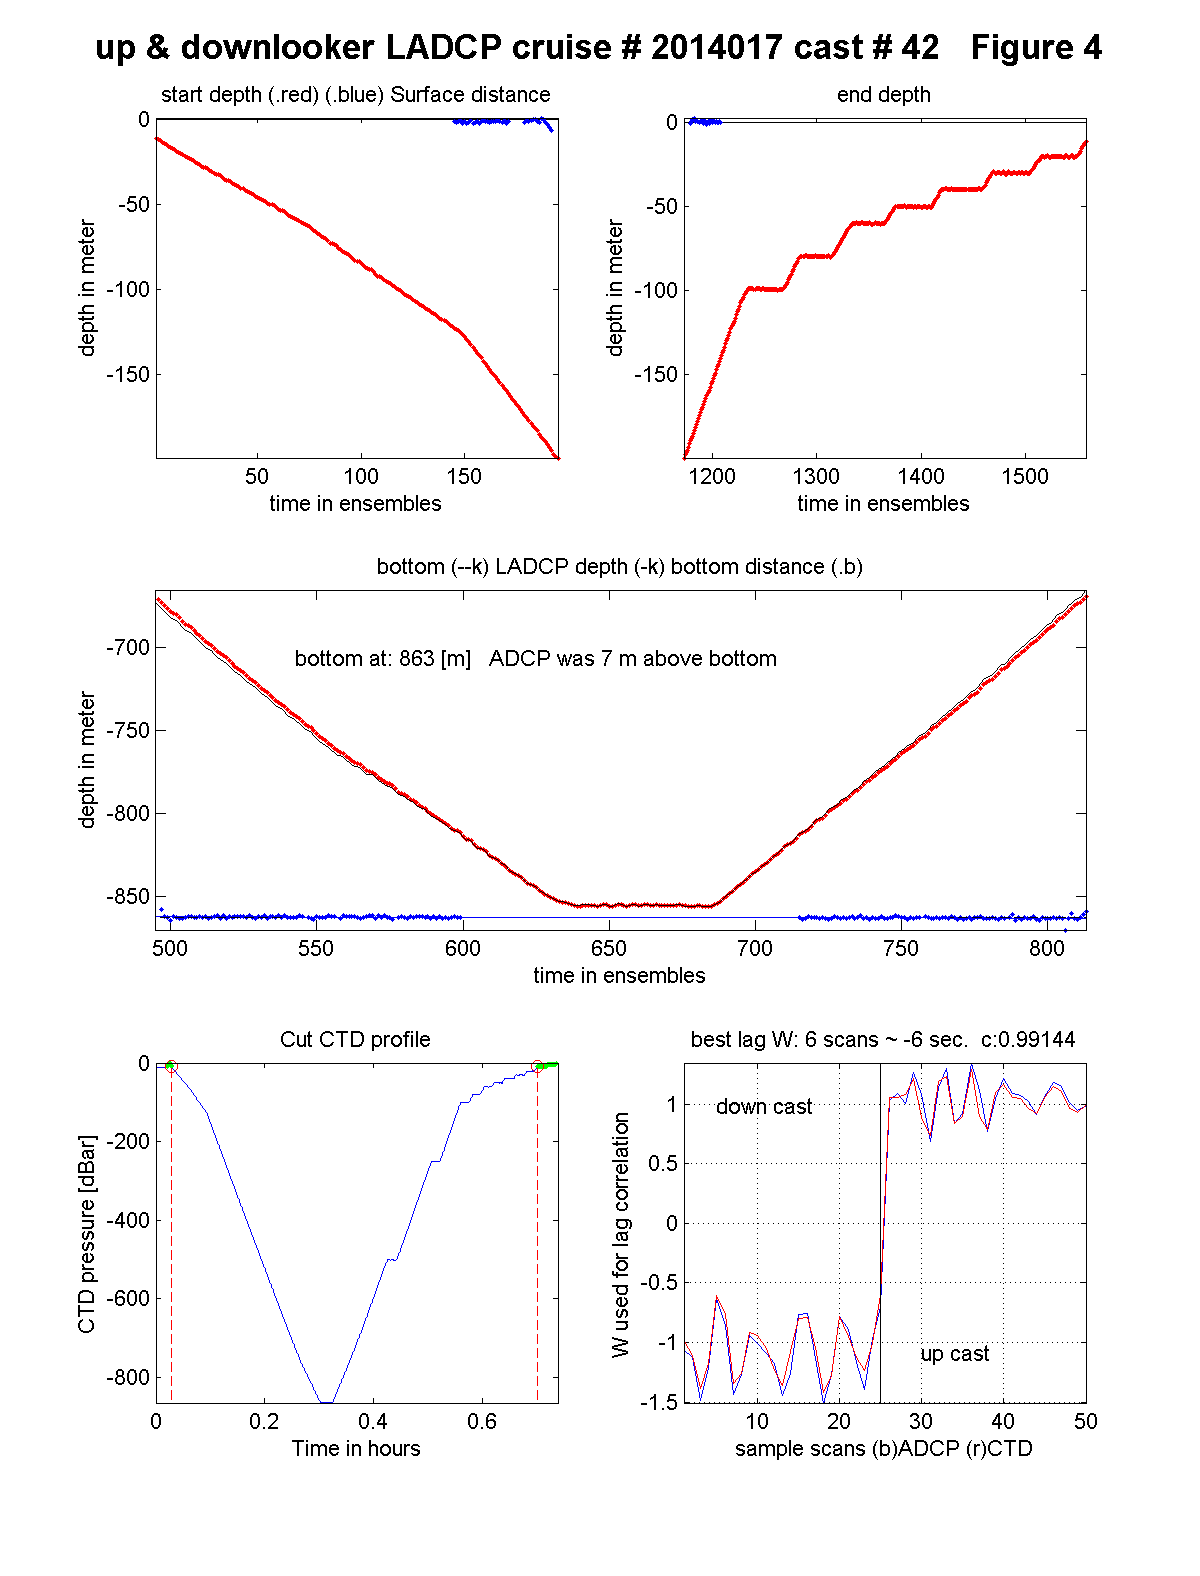 up & downlooker LADCP cruise # 2014017 cast # 42   Figure 4
start depth (.red) (.blue) Surface distance
0
-50
-100
-150
depth in meter
50 100 150
time in ensembles
end depth
0
-50
-100
-150
depth in meter
1200 1300 1400 1500
time in ensembles
bottom (--k) LADCP depth (-k) bottom distance (.b)
bottom at: 863 [m]   ADCP was 7 m above bottom
-700
-750
-800
-850
depth in meter
500 550 600 650 700 750 800
time in ensembles
Cut CTD profile
0
-200
-400
-600
-800
CTD pressure [dBar]
0 0.2 0.4 0.6
Time in hours
best lag W: 6 scans ~ -6 sec.  c:0.99144
down cast
up cast
1
0.5
0
-0.5
-1
-1.5
W used for lag correlation
10 20 30 40 50
sample scans (b)ADCP (r)CTD